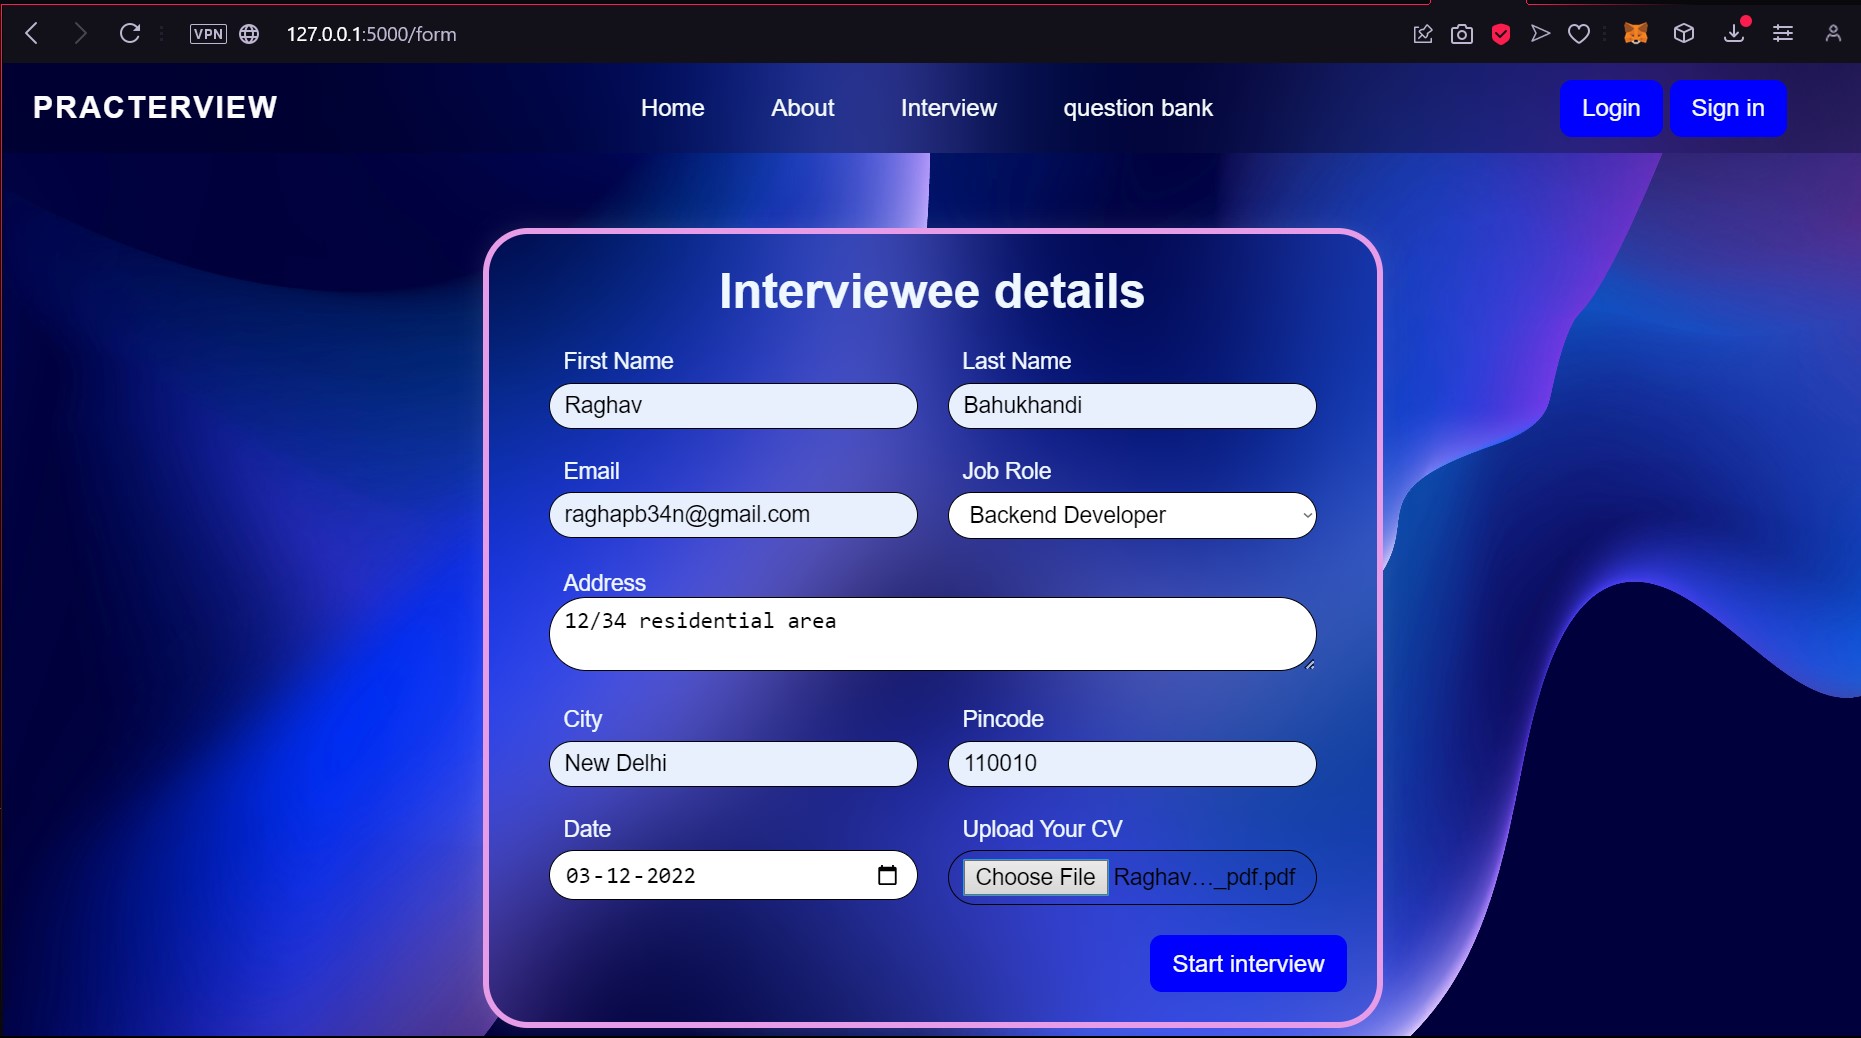 VPN 127.0.0.1:5000/form
PRACTERVIEW Home About Interview question bank Login Sign in
Interviewee details
First Name Last Name
Raghav Bahukhandi
Email Job Role
raghapb34n@gmail.com Backend Developer
Address
12/34 residential area
City Pincode
New Delhi 110010
Date Upload Your CV
03-12-2022 Choose File Raghav..._pdf.pdf
Start interview